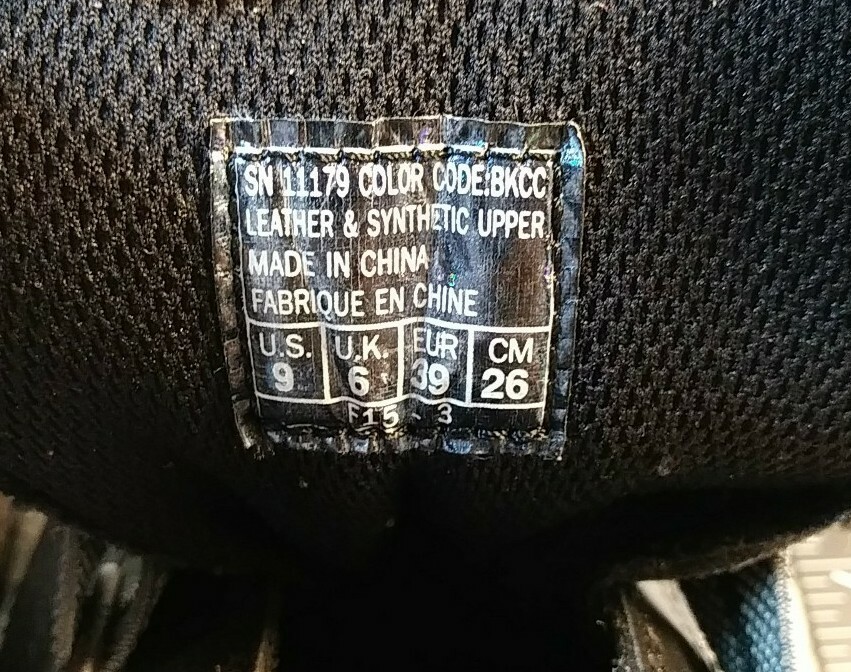 SN 11179 COLOR CODE:BKCC
LEATHER & SYNTHETIC UPPER
MADE IN CHINA
FABRIQUE EN CHINE
U.S. U.K. EUR CM
9 6 39 26
F15 - 3